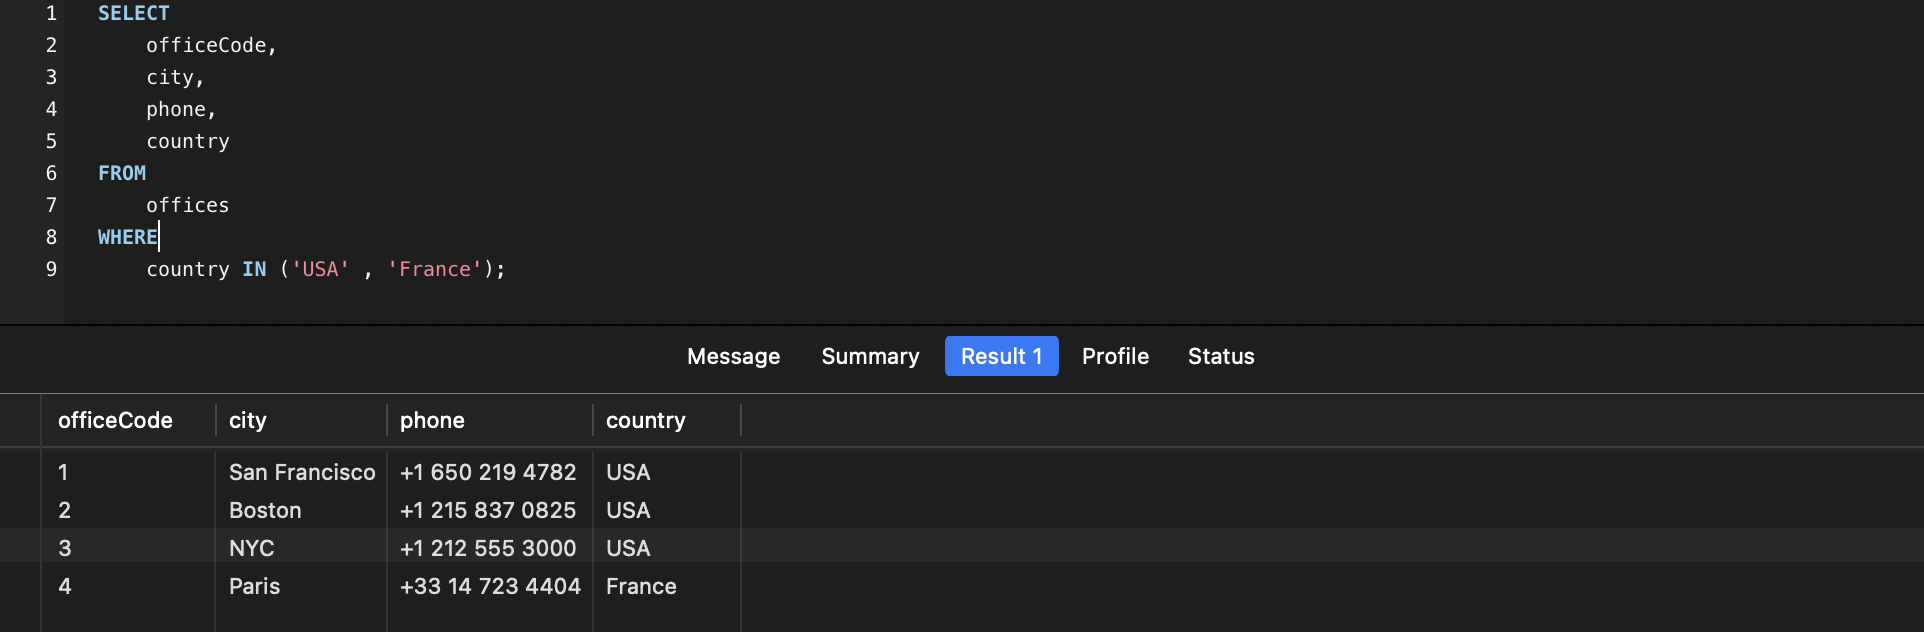 1 SELECT
2 officeCode,
3 city,
4 phone,
5 country
6 FROM
7 offices
8 WHERE
9 country IN ('USA' , 'France');
Message Summary Result 1 Profile Status
officeCode city phone country
1 San Francisco +1 650 219 4782 USA
2 Boston +1 215 837 0825 USA
3 NYC +1 212 555 3000 USA
4 Paris +33 14 723 4404 France